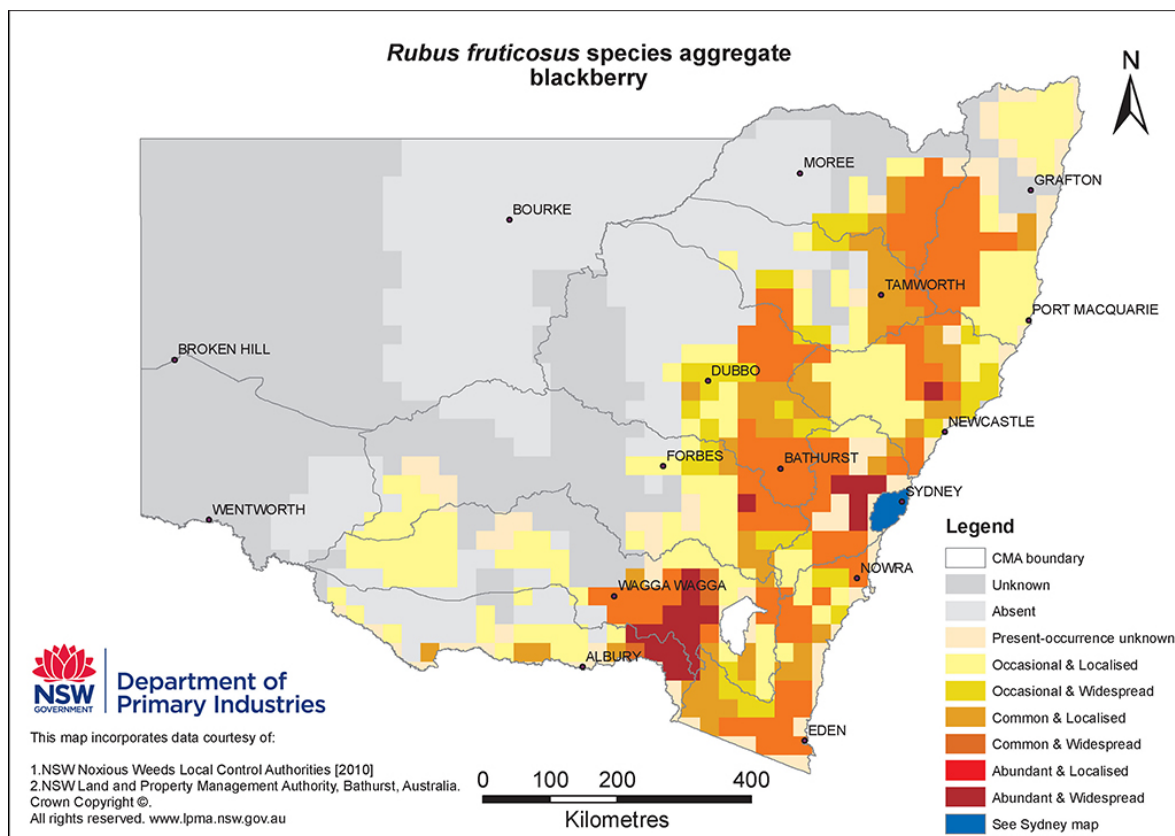 Rubus fruticosus species aggregate
blackberry
N
MOREE
GRAFTON
BOURKE
TAMWORTH
PORT MACQUARIE
BROKEN HILL
DUBBO
NEWCASTLE
FORBES
BATHURST
SYDNEY
WENTWORTH
NOWRA
WAGGA WAGGA
ALBURY
EDEN
Legend
CMA boundary
Unknown
Absent
Present-occurrence unknown
Occasional & Localised
Occasional & Widespread
Common & Localised
Common & Widespread
Abundant & Localised
Abundant & Widespread
See Sydney map
NSW
GOVERNMENT
Department of
Primary Industries
This map incorporates data courtesy of:
1.NSW Noxious Weeds Local Control Authorities [2010]
2.NSW Land and Property Management Authority, Bathurst, Australia.
Crown Copyright ©.
All rights reserved. www.lpma.nsw.gov.au
0 100 200 400
Kilometres